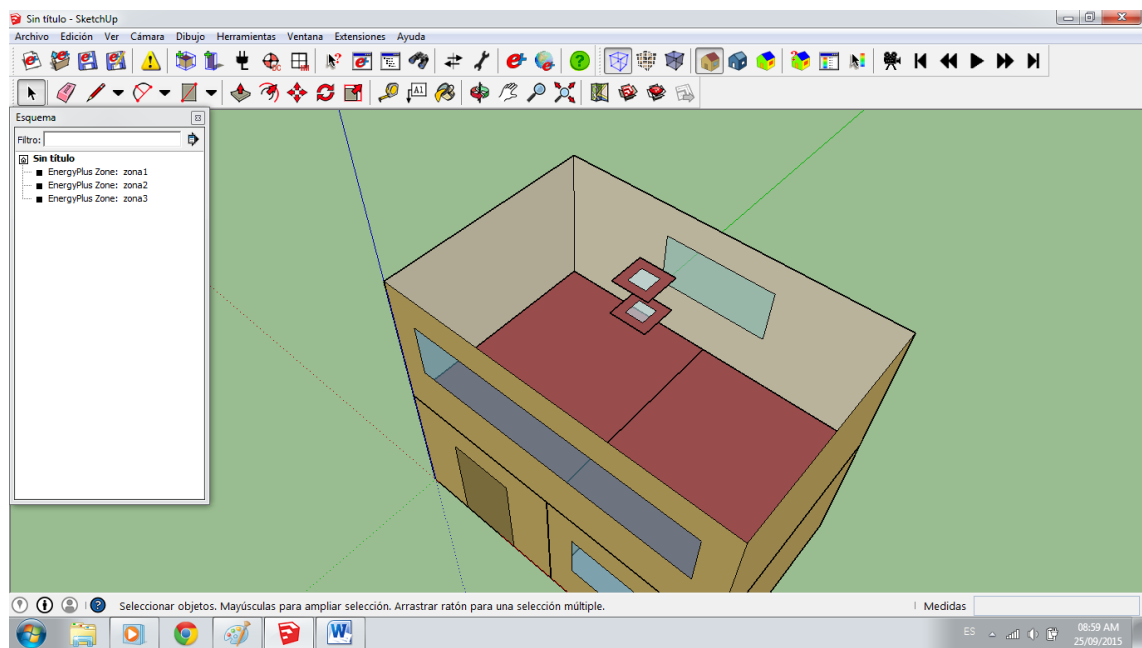 Sin título - SketchUp
Archivo Edición Ver Cámara Dibujo Herramientas Ventana Extensiones Ayuda
Esquema
Filtro:
Sin título
EnergyPlus Zone: zona1
EnergyPlus Zone: zona2
EnergyPlus Zone: zona3
Seleccionar objetos. Mayúsculas para ampliar selección. Arrastrar ratón para una selección múltiple.
Medidas
ES
08:59 AM
25/09/2015